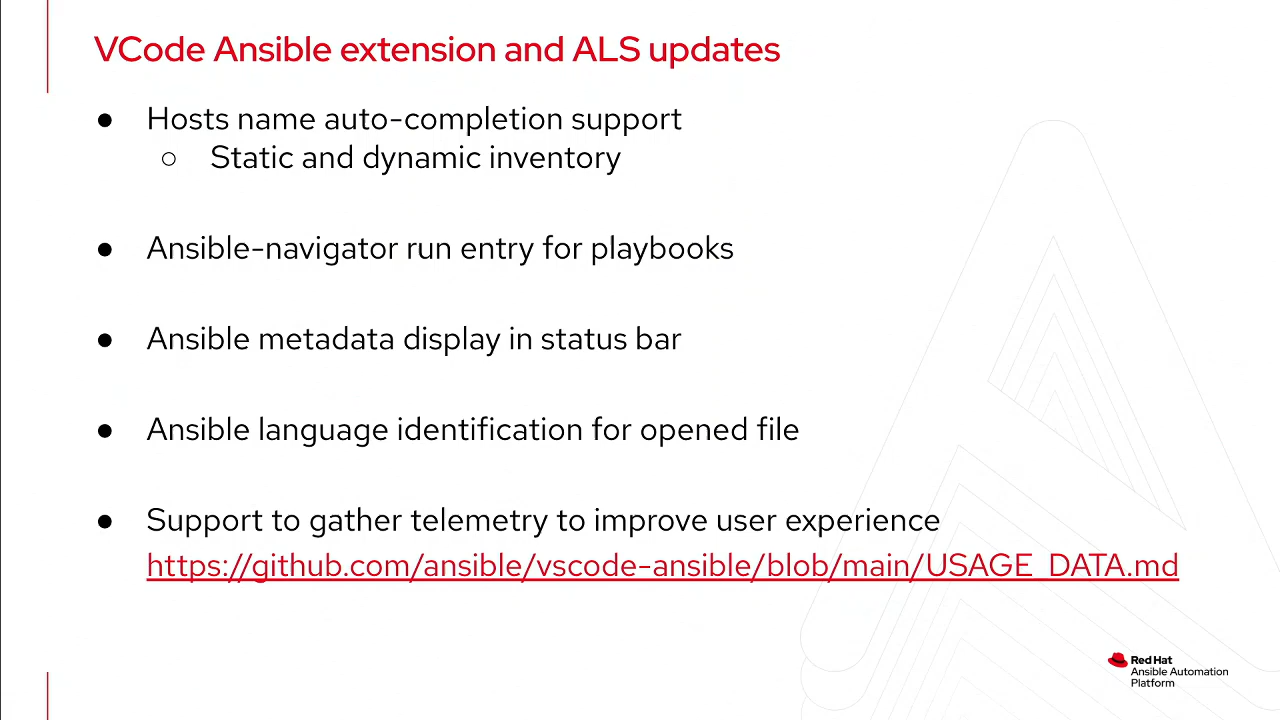 VCode Ansible extension and ALS updates
● Hosts name auto-completion support
○ Static and dynamic inventory
● Ansible-navigator run entry for playbooks
● Ansible metadata display in status bar
● Ansible language identification for opened file
● Support to gather telemetry to improve user experience
https://github.com/ansible/vscode-ansible/blob/main/USAGE_DATA.md
Red Hat
Ansible Automation
Platform